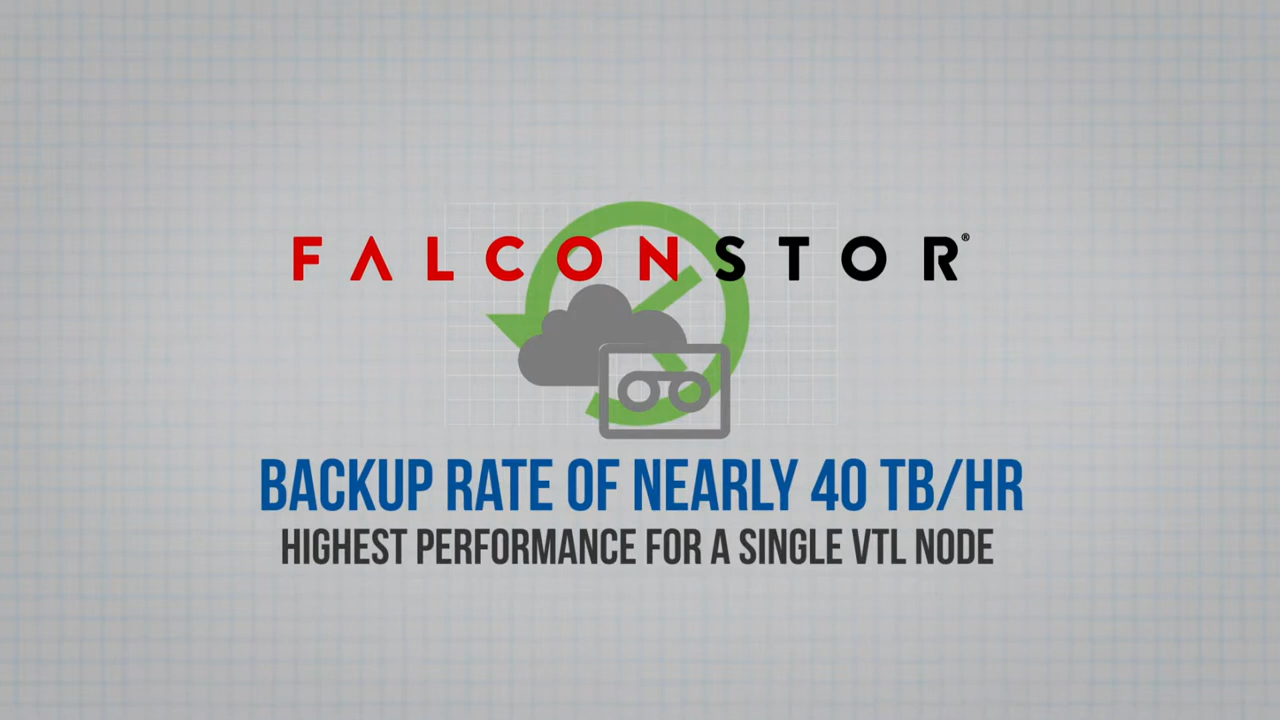 FALCONSTOR®
BACKUP RATE OF NEARLY 40 TB/HR
HIGHEST PERFORMANCE FOR A SINGLE VTL NODE